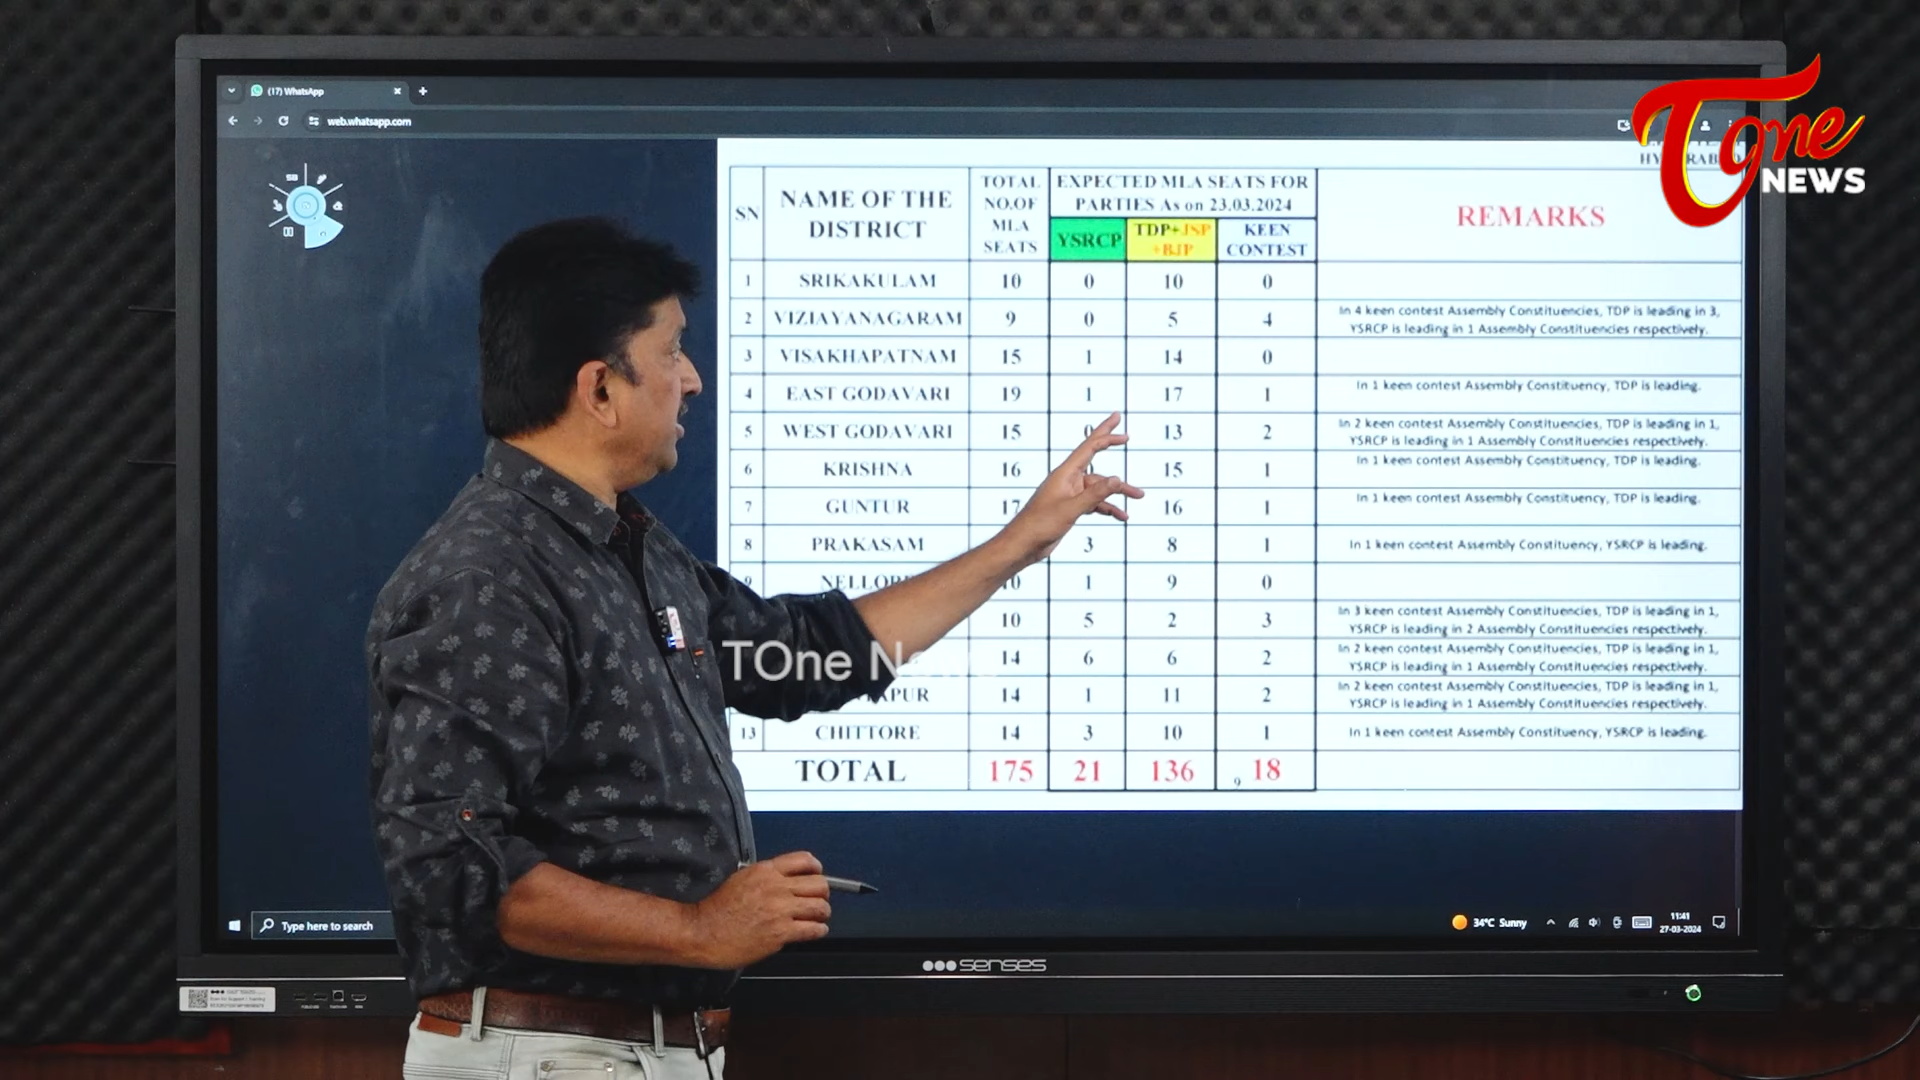 (17) WhatsApp
web.whatsapp.com
TOne
NEWS
SN
NAME OF THE
DISTRICT
TOTAL
NO.OF
MLA
SEATS
EXPECTED MLA SEATS FOR
PARTIES As on 23.03.2024
YSRCP
TDP+JSP
+BJP
KEEN
CONTEST
REMARKS
1 SRIKAKULAM 10 0 10 0
2 VIZIAYANAGARAM 9 0 5 4
In 4 keen contest Assembly Constituencies, TDP is leading in 3,
YSRCP is leading in 1 Assembly Constituencies respectively.
3 VISAKHAPATNAM 15 1 14 0
4 EAST GODAVARI 19 1 17 1 In 1 keen contest Assembly Constituency, TDP is leading.
5 WEST GODAVARI 15 0 13 2
In 2 keen contest Assembly Constituencies, TDP is leading in 1,
YSRCP is leading in 1 Assembly Constituencies respectively.
6 KRISHNA 16 0 15 1 In 1 keen contest Assembly Constituency, TDP is leading.
7 GUNTUR 17 16 1 In 1 keen contest Assembly Constituency, TDP is leading.
8 PRAKASAM 3 8 1 In 1 keen contest Assembly Constituency, YSRCP is leading.
9 NELLORE 10 1 9 0
10 5 2 3
In 3 keen contest Assembly Constituencies, TDP is leading in 1,
YSRCP is leading in 2 Assembly Constituencies respectively.
14 6 6 2
In 2 keen contest Assembly Constituencies, TDP is leading in 1,
YSRCP is leading in 1 Assembly Constituencies respectively.
14 1 11 2
In 2 keen contest Assembly Constituencies, TDP is leading in 1,
YSRCP is leading in 1 Assembly Constituencies respectively.
13 CHITTORE 14 3 10 1 In 1 keen contest Assembly Constituency, YSRCP is leading.
TOTAL 175 21 136 9 18
TOne News
Type here to search
34°C Sunny
11:41
27-03-2024
senses